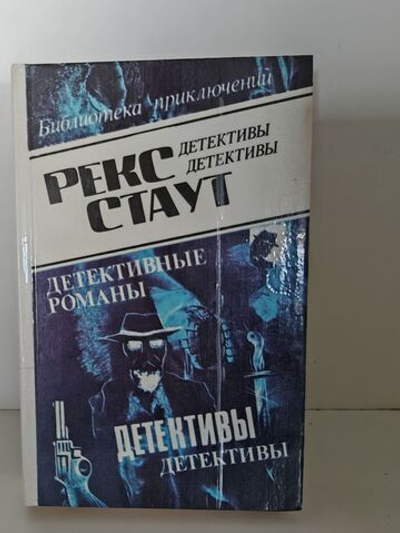 Библиотека приключений
РЕКС ДЕТЕКТИВЫ
ДЕТЕКТИВЫ
СТАУТ
ДЕТЕКТИВНЫЕ
РОМАНЫ
ДЕТЕКТИВЫ
ДЕТЕКТИВЫ